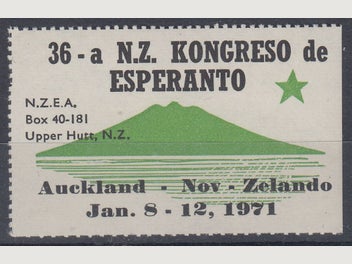 36-a N.Z. KONGRESO de
ESPERANTO
N.Z.E.A.
Box 40-181
Upper Hutt, N.Z.
Auckland - Nov - Zelando
Jan. 8 - 12, 1971